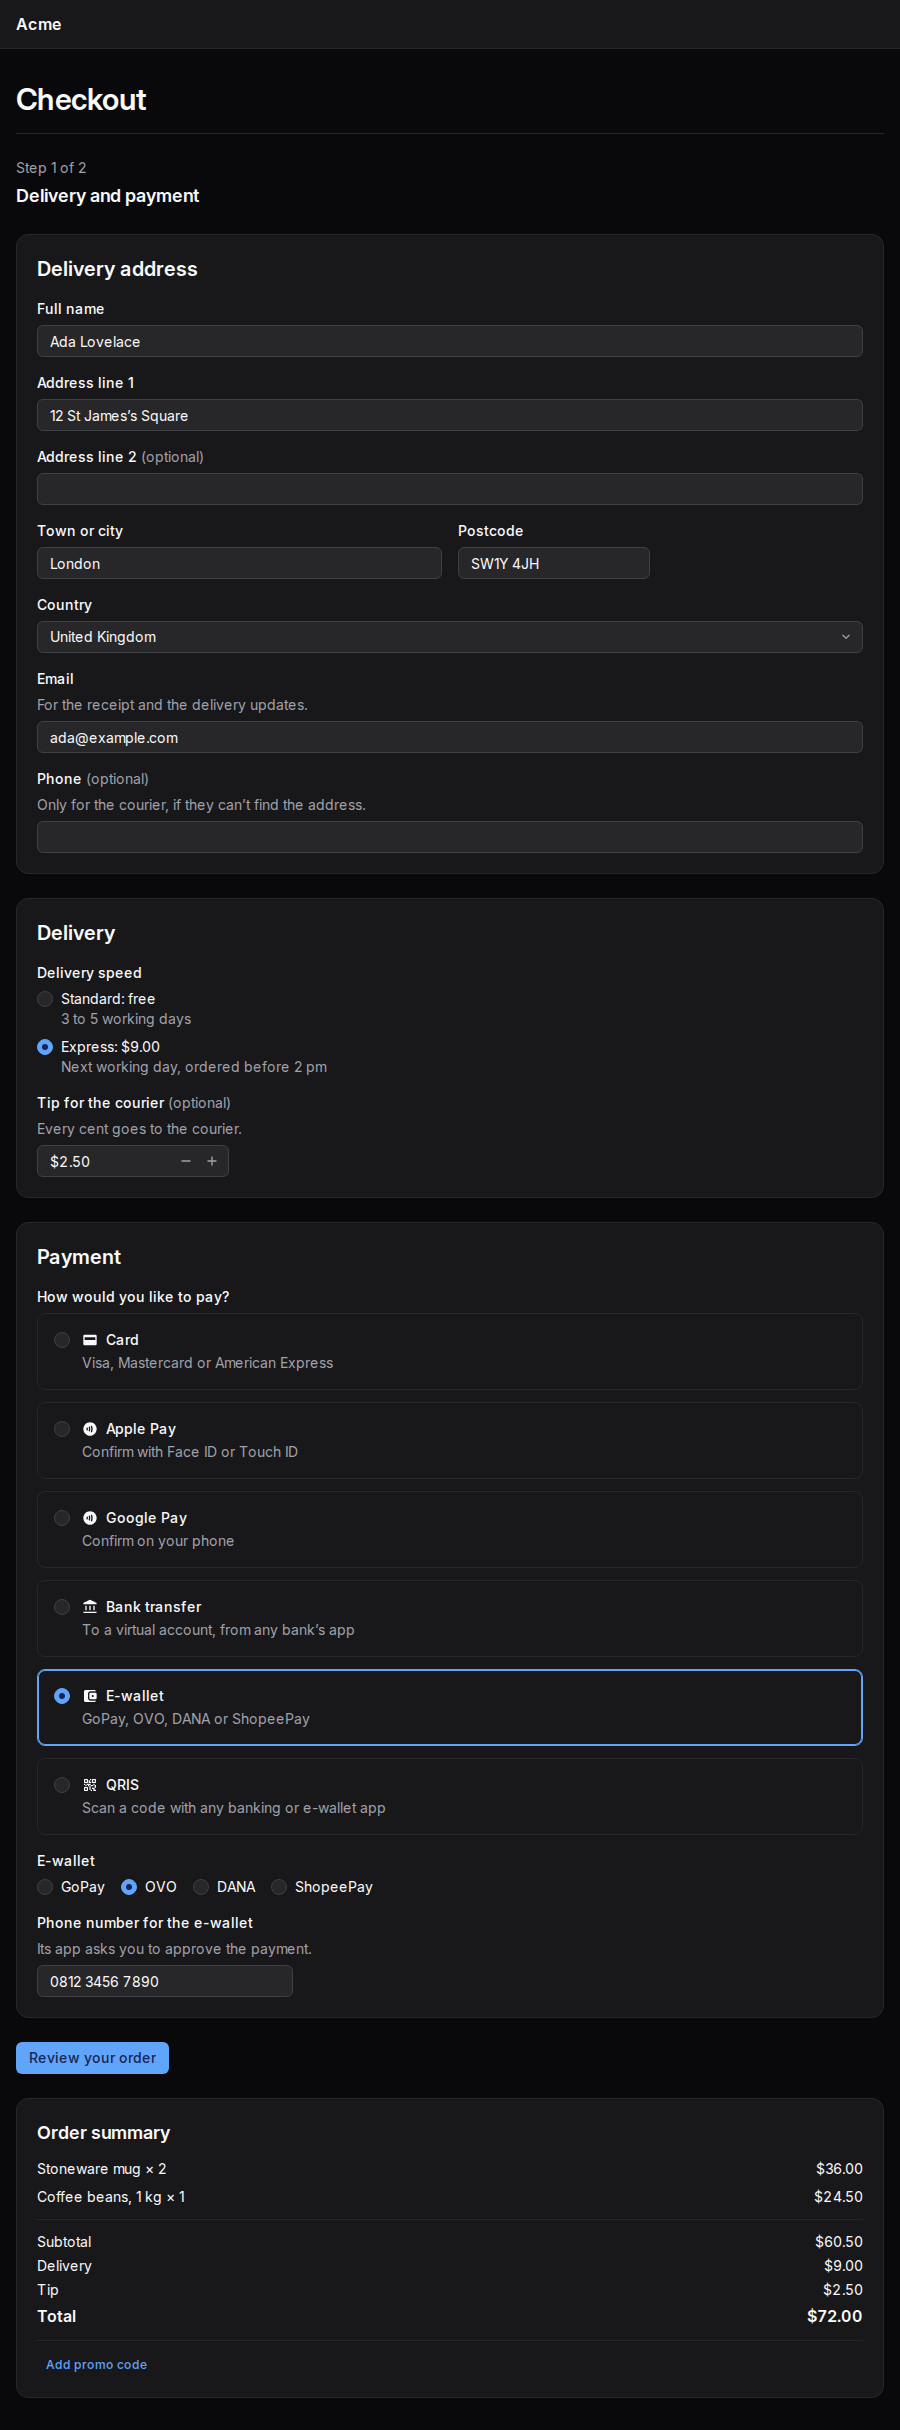 Acme
Checkout
Step 1 of 2
Delivery and payment
Delivery address
Full name
Ada Lovelace
Address line 1
12 St James’s Square
Address line 2 (optional)
Town or city
Postcode
London
SW1Y 4JH
Country
United Kingdom
Email
For the receipt and the delivery updates.
ada@example.com
Phone (optional)
Only for the courier, if they can’t find the address.
Delivery
Delivery speed
Standard: free
3 to 5 working days
Express: $9.00
Next working day, ordered before 2 pm
Tip for the courier (optional)
Every cent goes to the courier.
$2.50
Payment
How would you like to pay?
Card
Visa, Mastercard or American Express
Apple Pay
Confirm with Face ID or Touch ID
Google Pay
Confirm on your phone
Bank transfer
To a virtual account, from any bank’s app
E-wallet
GoPay, OVO, DANA or ShopeePay
QRIS
Scan a code with any banking or e-wallet app
E-wallet
GoPay OVO DANA ShopeePay
Phone number for the e-wallet
Its app asks you to approve the payment.
0812 3456 7890
Review your order
Order summary
Stoneware mug × 2 $36.00
Coffee beans, 1 kg × 1 $24.50
Subtotal $60.50
Delivery $9.00
Tip $2.50
Total $72.00
Add promo code